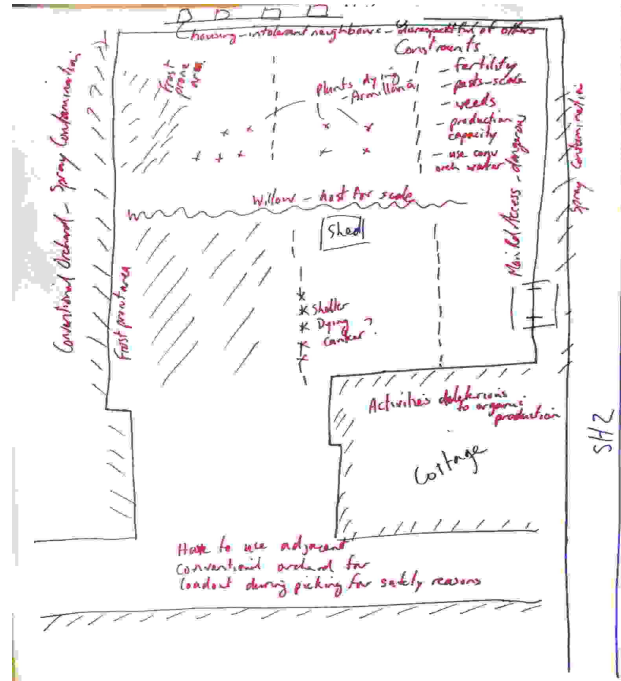 housing - intolerant neighbours - disrespectful of others
Constraints
- fertility
- pests - scale
- weeds
- production
capacity
- use conv
orch water
Frost
prone
area
Plants dying
- Armillaria
Conventional Orchard - Spray Contamination
Spray Contamination
Access - dangerous
Willow - host for scale
Shed
Frost prone area
Shelter
Dying
canker?
Activities deleterious
to organic
production
Cottage
SH2
Have to use adjacent
conventional orchard for
loadout during picking for safety reasons